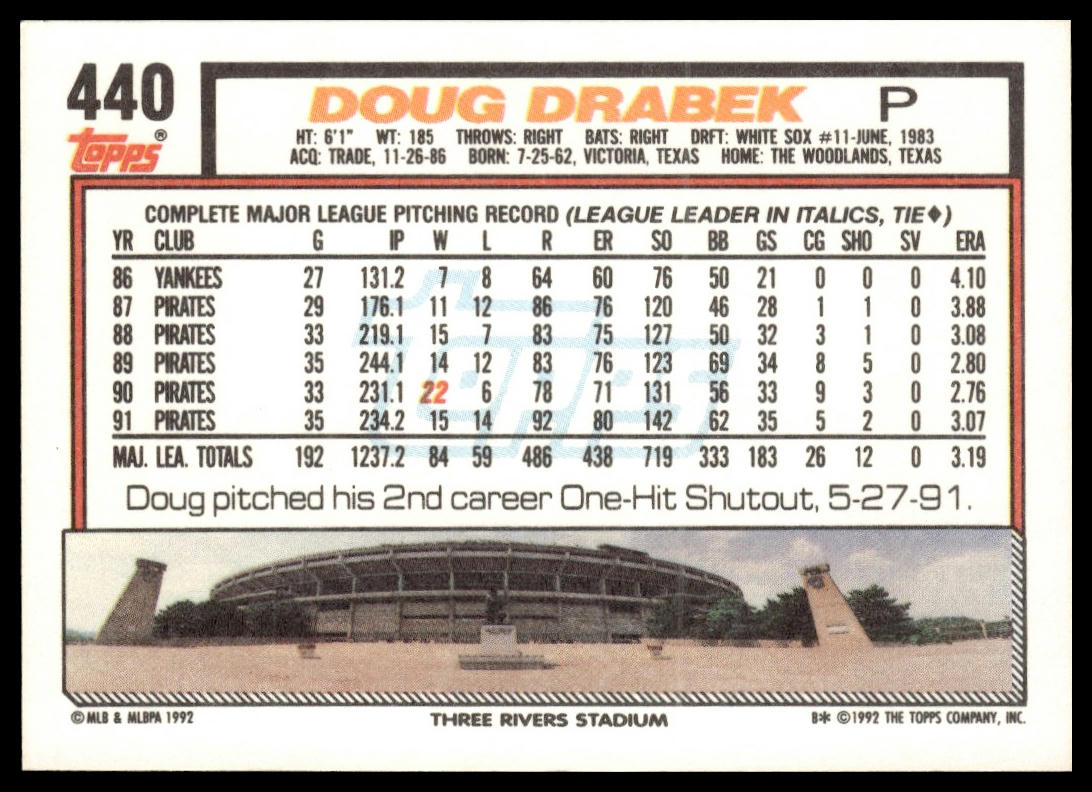 440 DOUG DRABEK P
TOPPS®
HT: 6'1" WT: 185 THROWS: RIGHT BATS: RIGHT DRFT: WHITE SOX #11-JUNE, 1983
ACQ: TRADE, 11-26-86 BORN: 7-25-62, VICTORIA, TEXAS HOME: THE WOODLANDS, TEXAS
COMPLETE MAJOR LEAGUE PITCHING RECORD (LEAGUE LEADER IN ITALICS, TIE♦)
YR CLUB G IP W L R ER SO BB GS CG SHO SV ERA
86 YANKEES 27 131.2 7 8 64 60 76 50 21 0 0 0 4.10
87 PIRATES 29 176.1 11 12 86 76 120 46 28 1 1 0 3.88
88 PIRATES 33 219.1 15 7 83 75 127 50 32 3 1 0 3.08
89 PIRATES 35 244.1 14 12 83 76 123 69 34 8 5 0 2.80
90 PIRATES 33 231.1 22 6 78 71 131 56 33 9 3 0 2.76
91 PIRATES 35 234.2 15 14 92 80 142 62 35 5 2 0 3.07
MAJ. LEA. TOTALS 192 1237.2 84 59 486 438 719 333 183 26 12 0 3.19
TOPPS
Doug pitched his 2nd career One-Hit Shutout, 5-27-91.
© MLB & MLBPA 1992 THREE RIVERS STADIUM B* ©1992 THE TOPPS COMPANY, INC.